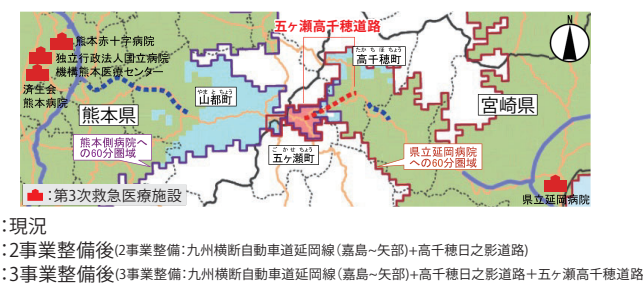 五ヶ瀬高千穂道路
N
熊本赤十字病院
独立行政法人国立病院
機構熊本医療センター
済生会
熊本病院
たかちほちょう
高千穂町
やまとちょう
山都町
熊本県
宮崎県
熊本側病院へ
の60分圏域
ごかせちょう
五ヶ瀬町
県立延岡病院
への60分圏域
:第3次救急医療施設
県立延岡病院
:現況
:2事業整備後(2事業整備:九州横断自動車道延岡線(嘉島~矢部)+高千穂日之影道路)
:3事業整備後(3事業整備:九州横断自動車道延岡線(嘉島~矢部)+高千穂日之影道路+五ヶ瀬高千穂道路